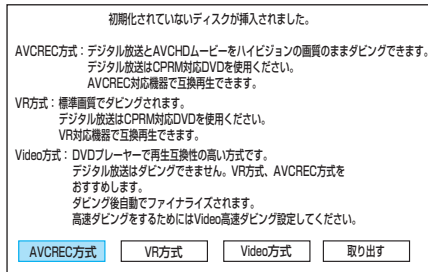 初期化されていないディスクが挿入されました。
AVCREC方式：デジタル放送とAVCHDムービーをハイビジョンの画質のままダビングできます。
デジタル放送はCPRM対応DVDを使用ください。
AVCREC対応機器で互換再生できます。
VR方式：標準画質でダビングされます。
デジタル放送はCPRM対応DVDを使用ください。
VR対応機器で互換再生できます。
Video方式：DVDプレーヤーで再生互換性の高い方式です。
デジタル放送はダビングできません。VR方式、AVCREC方式を
おすすめします。
ダビング後自動でファイナライズされます。
高速ダビングをするためにはVideo高速ダビング設定してください。
AVCREC方式 VR方式 Video方式 取り出す